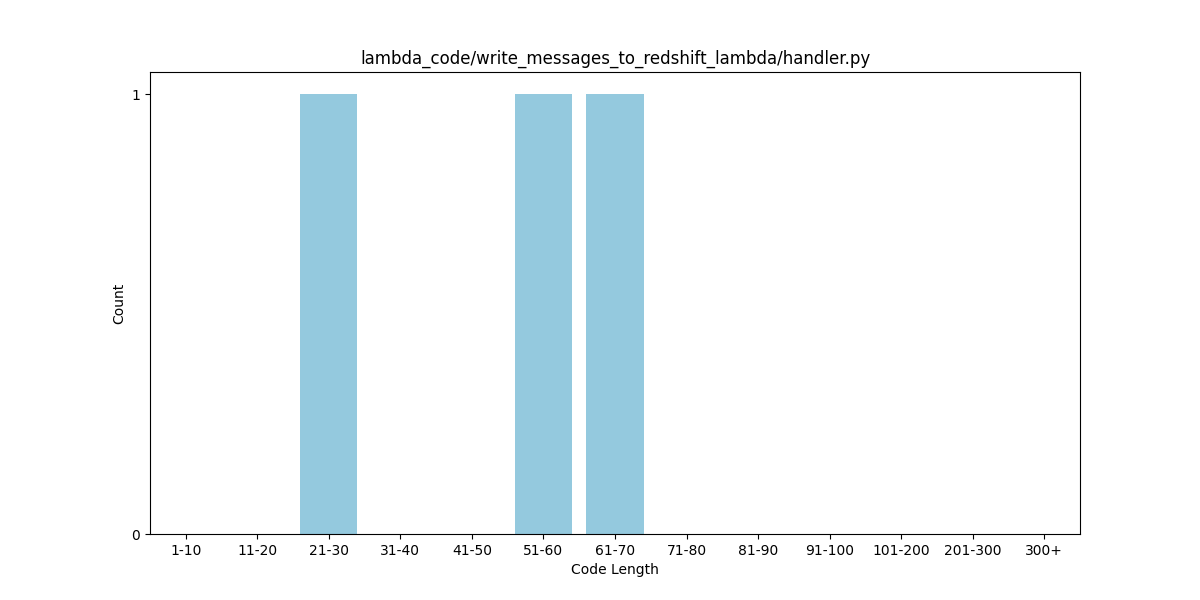 lambda_code/write_messages_to_redshift_lambda/handler.py
1
Count
0
1-10 11-20 21-30 31-40 41-50 51-60 61-70 71-80 81-90 91-100 101-200 201-300 300+
Code Length